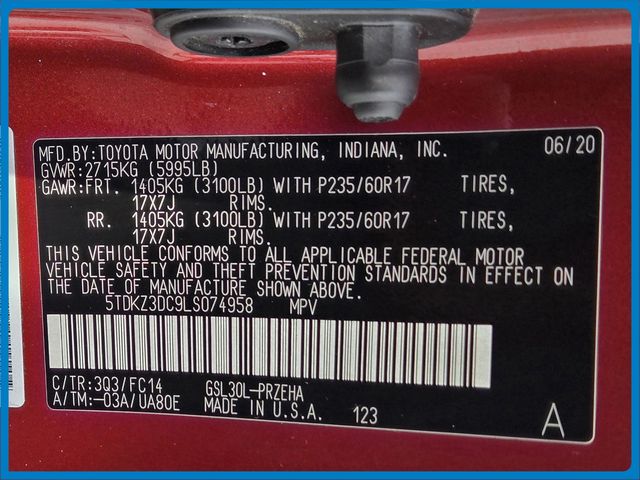 MFD.BY:TOYOTA MOTOR MANUFACTURING, INDIANA, INC. 06/20
GVWR:2715KG (5995LB)
GAWR:FRT. 1405KG (3100LB) WITH P235/60R17 TIRES,
17X7J RIMS.
RR. 1405KG (3100LB) WITH P235/60R17 TIRES,
17X7J RIMS.
THIS VEHICLE CONFORMS TO ALL APPLICABLE FEDERAL MOTOR
VEHICLE SAFETY AND THEFT PREVENTION STANDARDS IN EFFECT ON
THE DATE OF MANUFACTURE SHOWN ABOVE.
5TDKZ3DC9LS074958 MPV
C/TR:3Q3/FC14 GSL30L-PRZEHA
A/TM:-03A/UA80E MADE IN U.S.A. 123 A